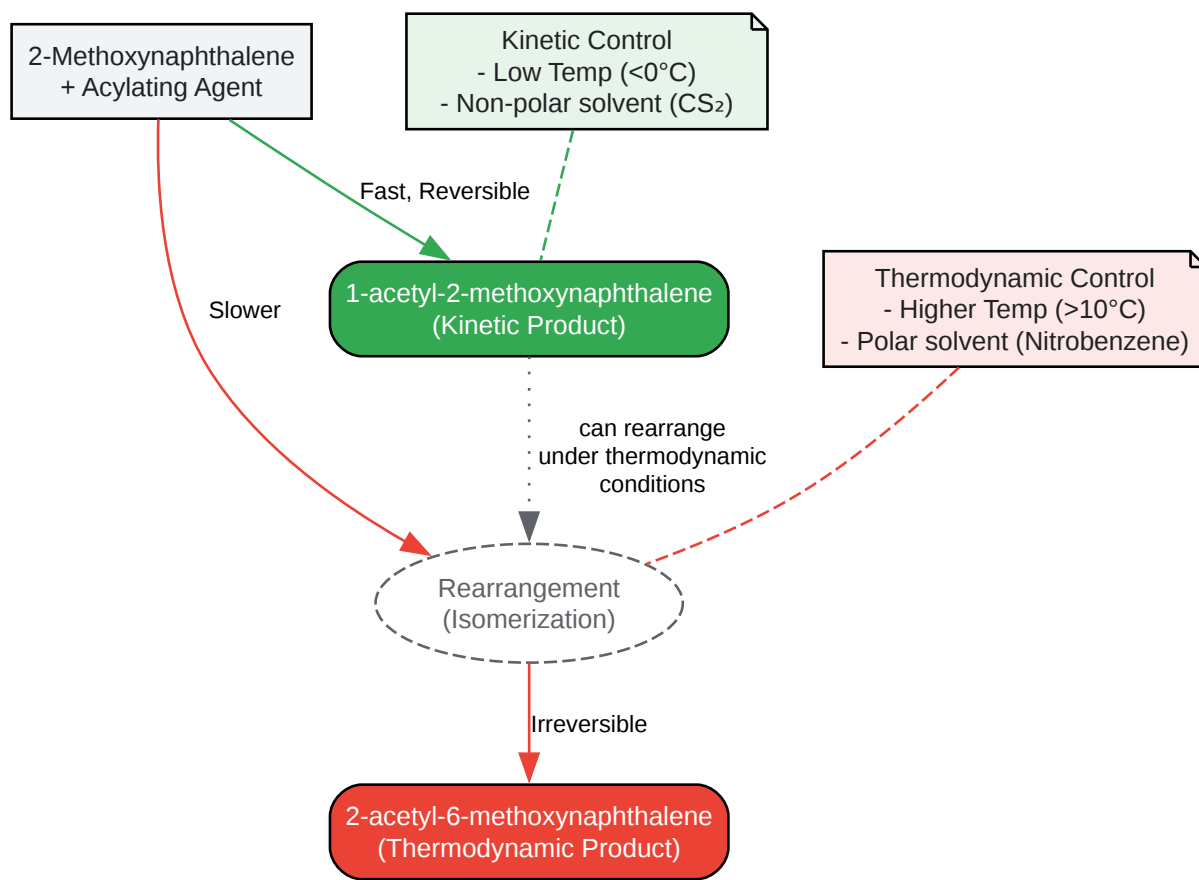 2-Methoxynaphthalene
+ Acylating Agent
Kinetic Control
- Low Temp (<0°C)
- Non-polar solvent (CS₂)
Fast, Reversible
Slower
1-acetyl-2-methoxynaphthalene
(Kinetic Product)
Thermodynamic Control
- Higher Temp (>10°C)
- Polar solvent (Nitrobenzene)
can rearrange
under thermodynamic
conditions
Rearrangement
(Isomerization)
Irreversible
2-acetyl-6-methoxynaphthalene
(Thermodynamic Product)